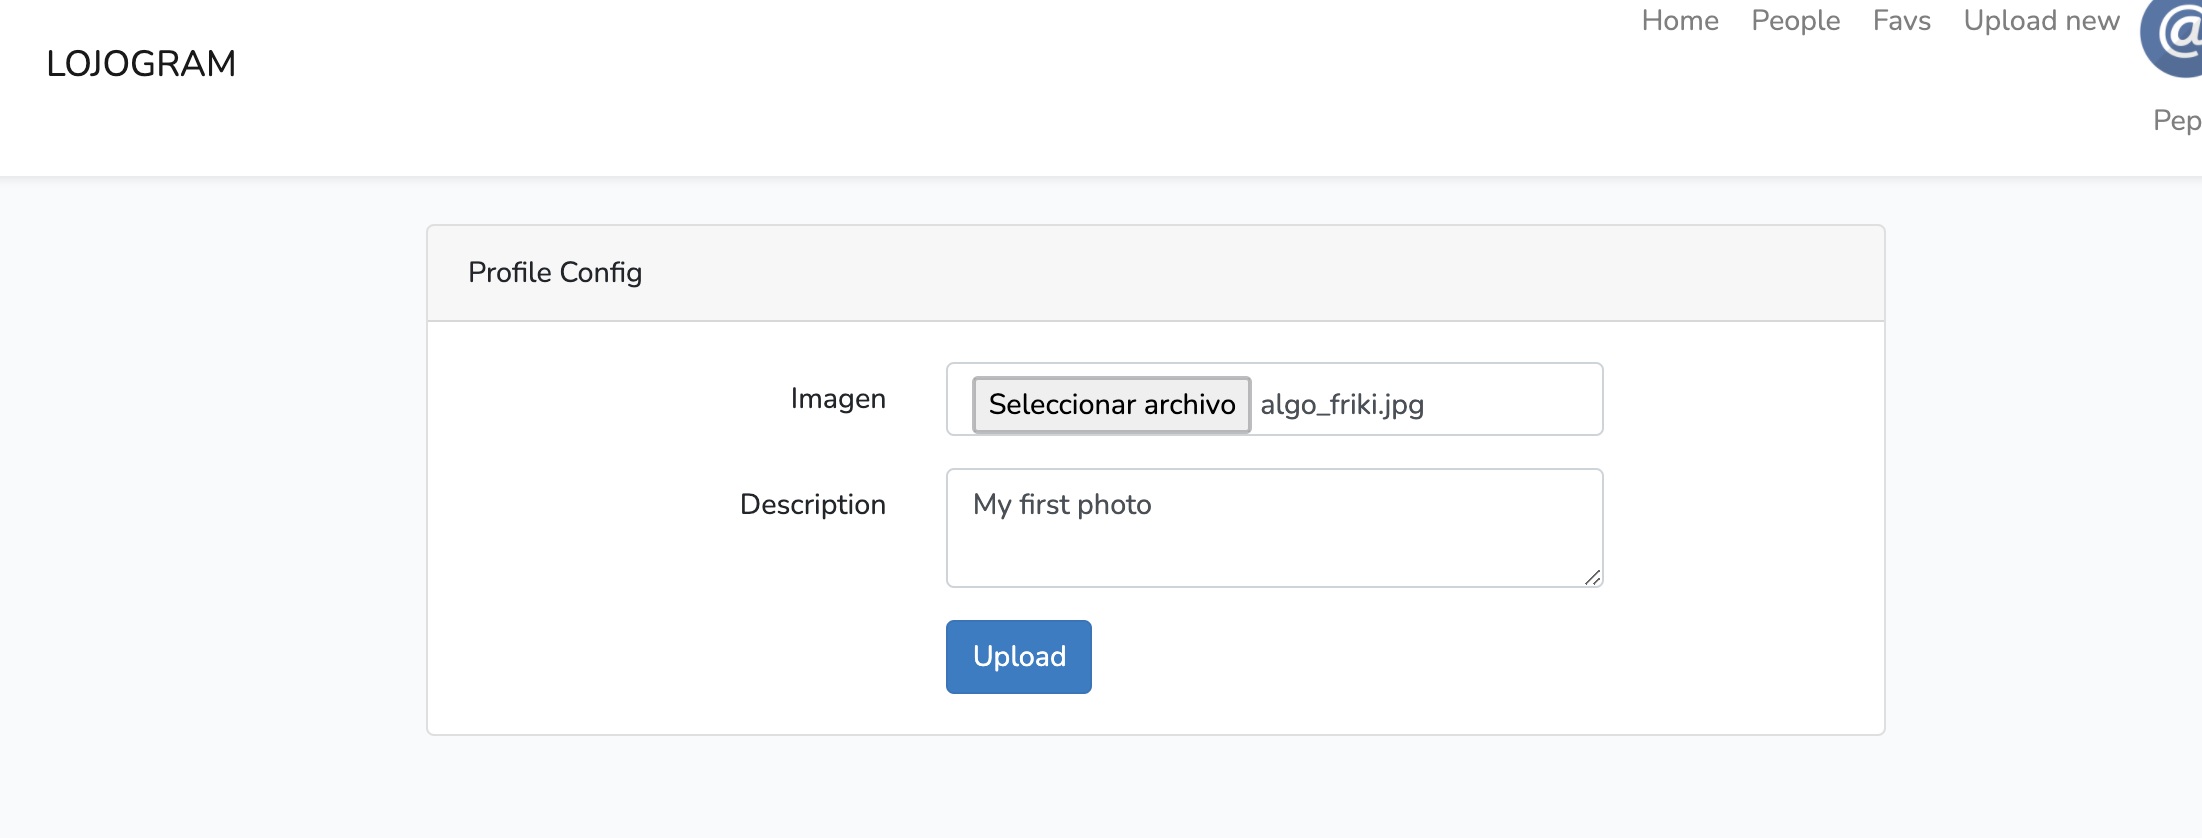 Home People Favs Upload new
LOJOGRAM
@
Pep
Profile Config
Imagen Seleccionar archivo algo_friki.jpg
Description My first photo
Upload